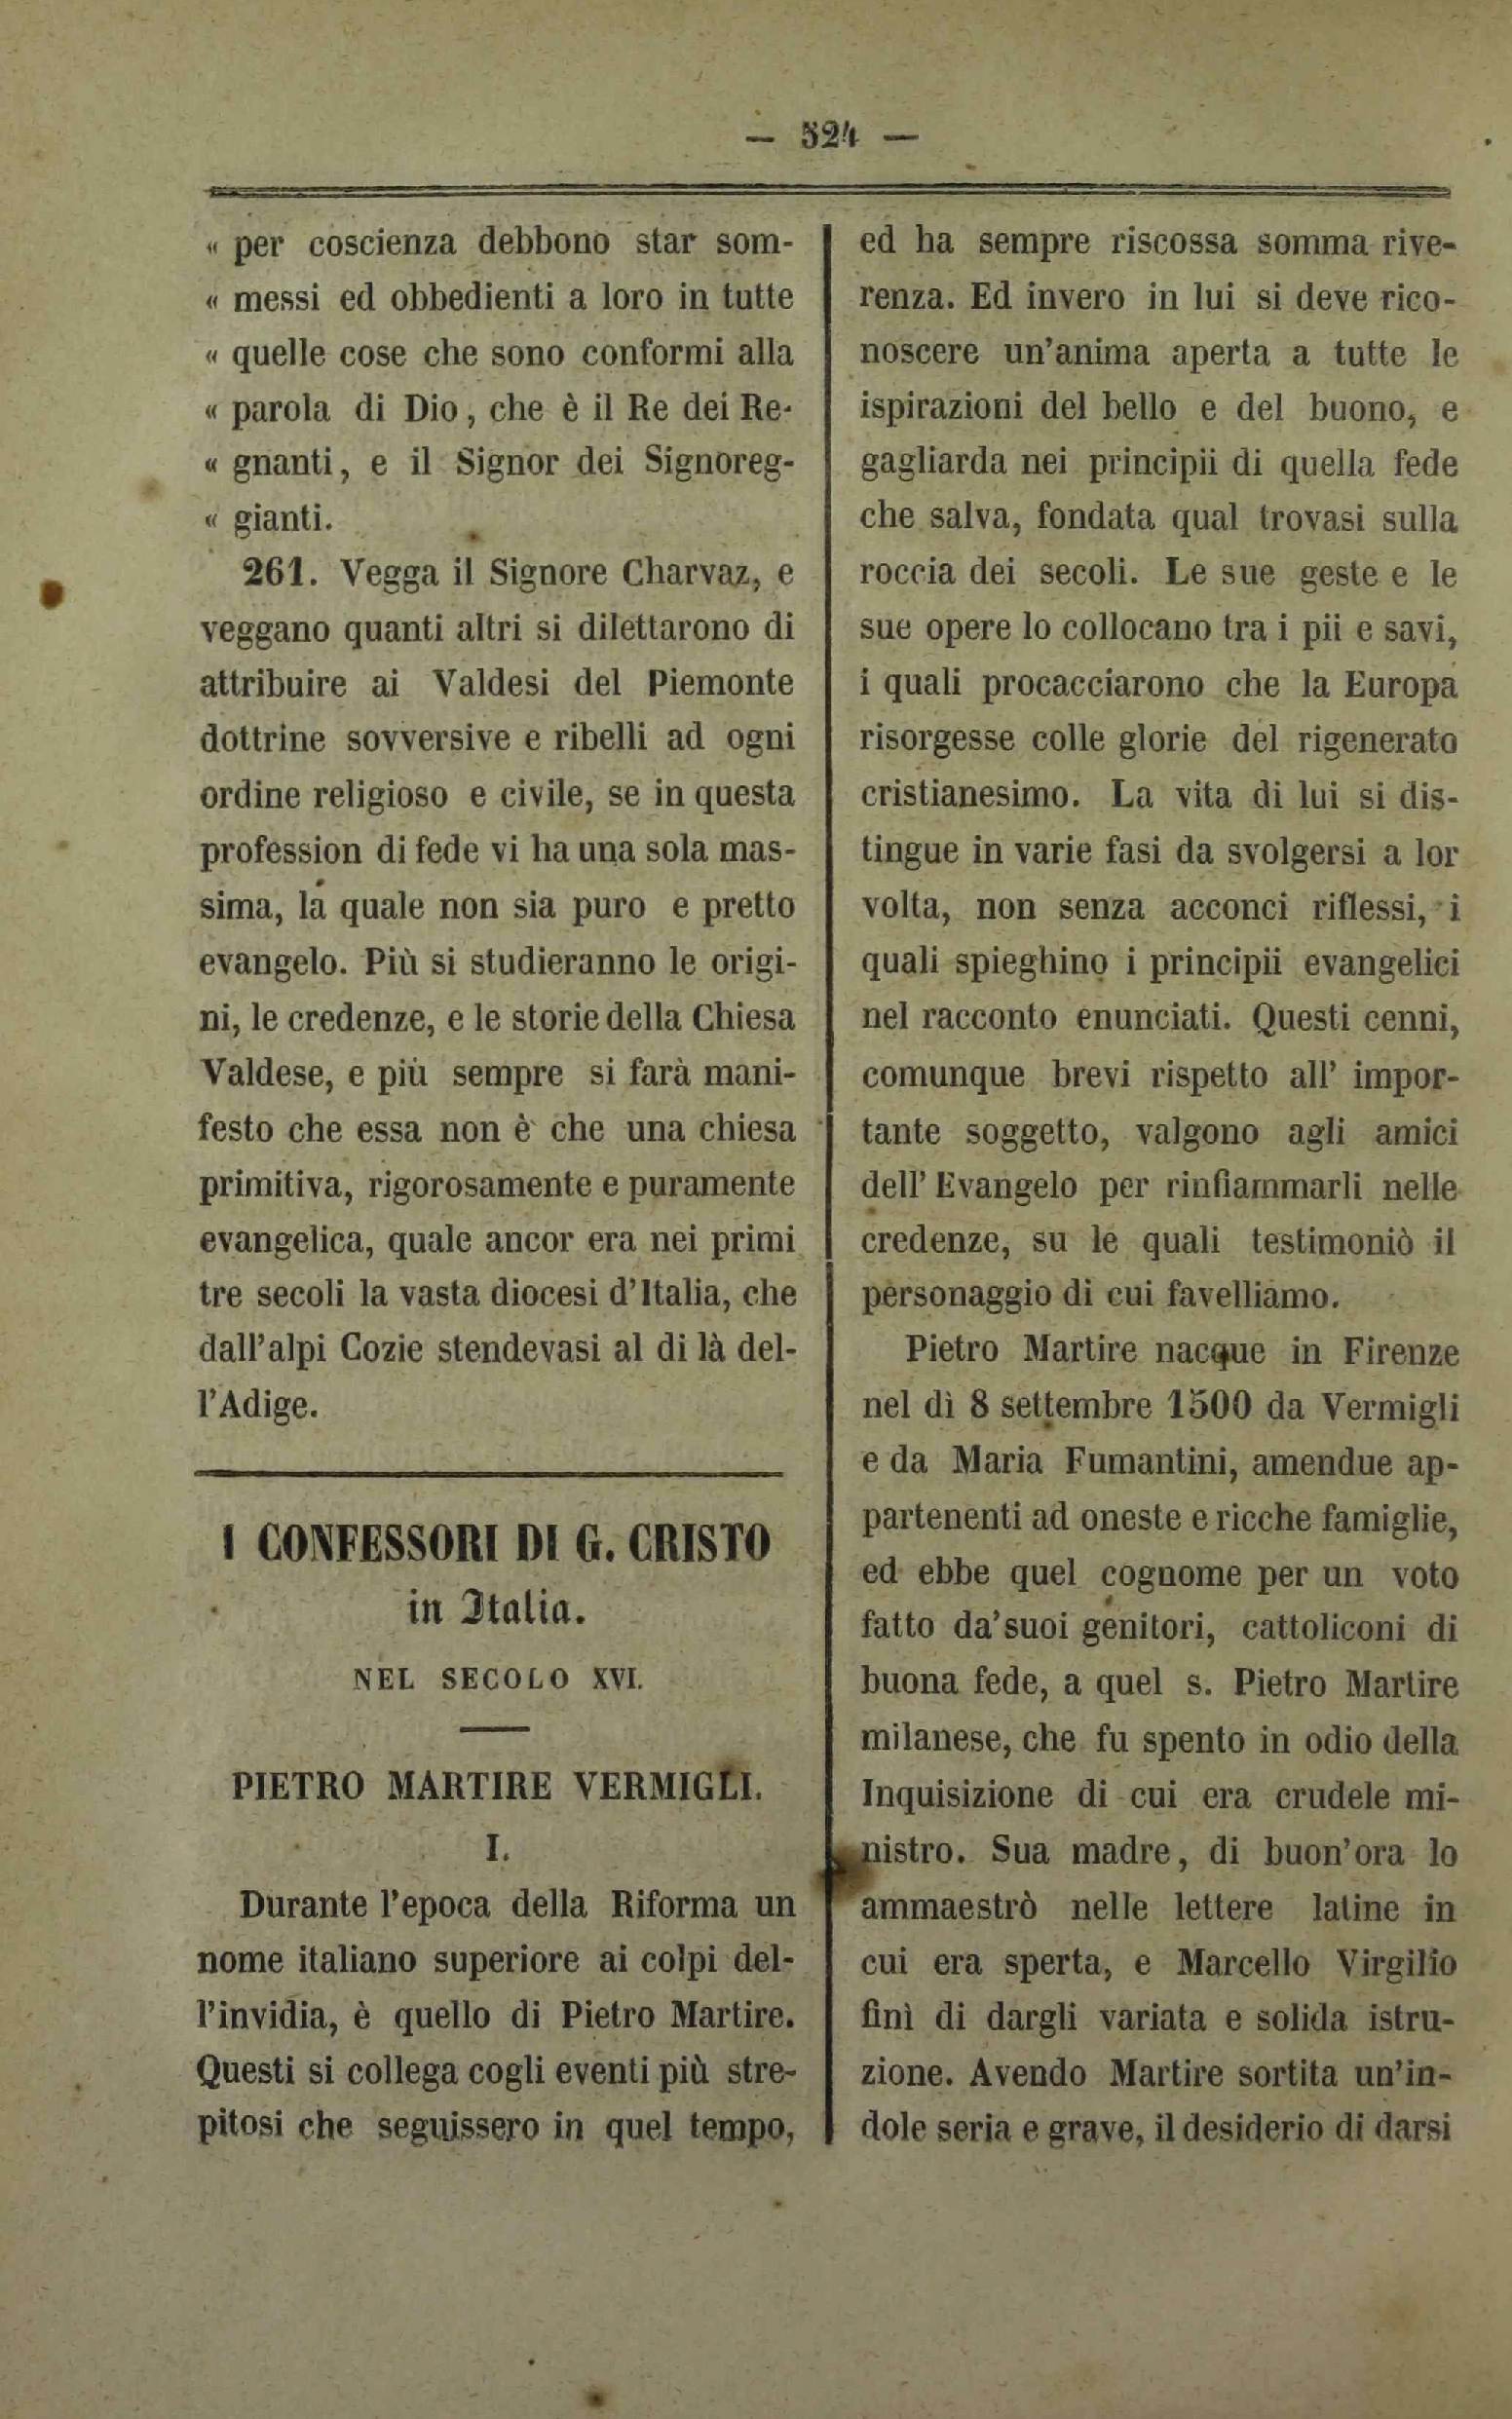 — 524 —
« per coscienza debbono star som-
« messi ed obbedienti a loro in tutte
« quelle cose che sono conformi alla
« parola di Dio, che è il Re dei Re-
« gnanti, e il Signor dei Signoreg-
« gianti.
261. Vegga il Signore Charvaz, e
veggano quanti altri si dilettarono di
attribuire ai Valdesi del Piemonte
dottrine sovversive e ribelli ad ogni
ordine religioso e civile, se in questa
profession di fede vi ha una sola mas-
sima, la quale non sia puro e pretto
evangelo. Più si studieranno le origi-
ni, le credenze, e le storie della Chiesa
Valdese, e più sempre si farà mani-
festo che essa non è che una chiesa
primitiva, rigorosamente e puramente
evangelica, quale ancor era nei primi
tre secoli la vasta diocesi d'Italia, che
dall'alpi Cozie stendevasi al di là del-
l'Adige.
I CONFESSORI DI G. CRISTO
in Italia.
NEL SECOLO XVI.
PIETRO MARTIRE VERMIGLI.
I.
Durante l'epoca della Riforma un
nome italiano superiore ai colpi del-
l'invidia, è quello di Pietro Martire.
Questi si collega cogli eventi più stre-
pitosi che seguissero in quel tempo,
ed ha sempre riscossa somma rive-
renza. Ed invero in lui si deve rico-
noscere un'anima aperta a tutte le
ispirazioni del bello e del buono, e
gagliarda nei principii di quella fede
che salva, fondata qual trovasi sulla
roccia dei secoli. Le sue geste e le
sue opere lo collocano tra i pii e savi,
i quali procacciarono che la Europa
risorgesse colle glorie del rigenerato
cristianesimo. La vita di lui si dis-
tingue in varie fasi da svolgersi a lor
volta, non senza acconci riflessi, i
quali spieghino i principii evangelici
nel racconto enunciati. Questi cenni,
comunque brevi rispetto all' impor-
tante soggetto, valgono agli amici
dell' Evangelo per rinfiammarli nelle
credenze, su le quali testimoniò il
personaggio di cui favelliamo.
Pietro Martire nacque in Firenze
nel dì 8 settembre 1500 da Vermigli
e da Maria Fumantini, amendue ap-
partenenti ad oneste e ricche famiglie,
ed ebbe quel cognome per un voto
fatto da'suoi genitori, cattoliconi di
buona fede, a quel s. Pietro Martire
milanese, che fu spento in odio della
Inquisizione di cui era crudele mi-
nistro. Sua madre, di buon'ora lo
ammaestrò nelle lettere latine in
cui era sperta, e Marcello Virgilio
finì di dargli variata e solida istru-
zione. Avendo Martire sortita un'in-
dole seria e grave, il desiderio di darsi